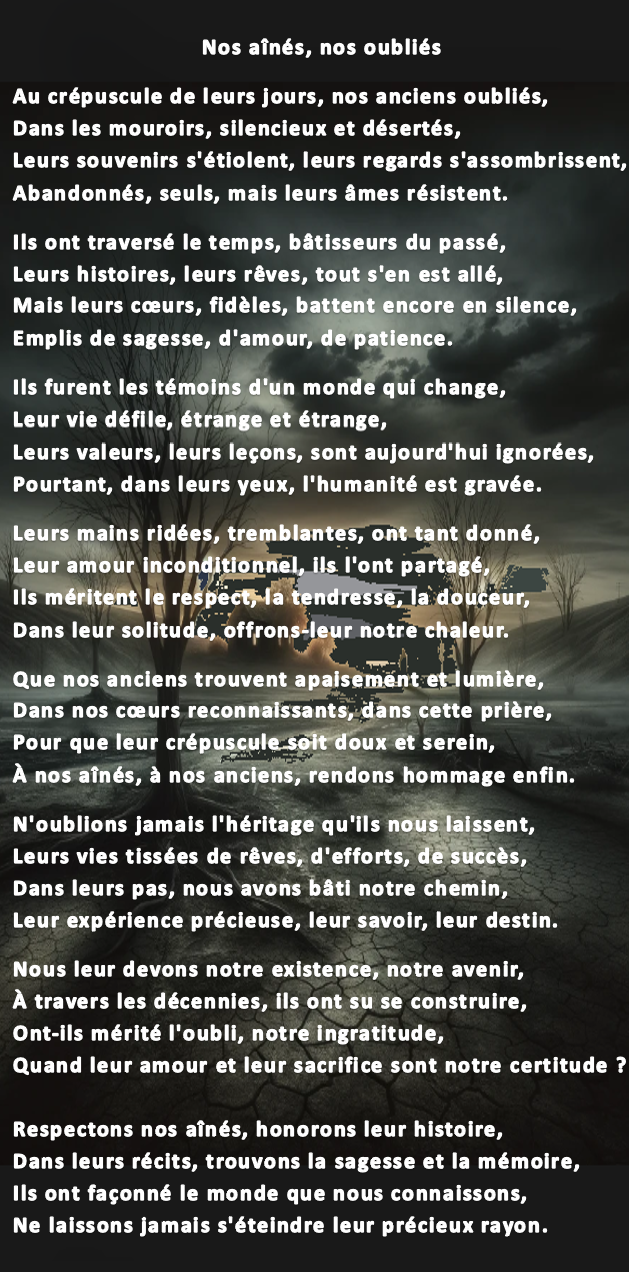 Nos aînés, nos oubliés
Au crépuscule de leurs jours, nos anciens oubliés,
Dans les mouroirs, silencieux et désertés,
Leurs souvenirs s'étiolent, leurs regards s'assombrissent,
Abandonnés, seuls, mais leurs âmes résistent.
Ils ont traversé le temps, bâtisseurs du passé,
Leurs histoires, leurs rêves, tout s'en est allé,
Mais leurs cœurs, fidèles, battent encore en silence,
Emplis de sagesse, d'amour, de patience.
Ils furent les témoins d'un monde qui change,
Leur vie défile, étrange et étrange,
Leurs valeurs, leurs leçons, sont aujourd'hui ignorées,
Pourtant, dans leurs yeux, l'humanité est gravée.
Leurs mains ridées, tremblantes, ont tant donné,
Leur amour inconditionnel, ils l'ont partagé,
Ils méritent le respect, la tendresse, la douceur,
Dans leur solitude, offrons-leur notre chaleur.
Que nos anciens trouvent apaisement et lumière,
Dans nos cœurs reconnaissants, dans cette prière,
Pour que leur crépuscule soit doux et serein,
À nos aînés, à nos anciens, rendons hommage enfin.
N'oublions jamais l'héritage qu'ils nous laissent,
Leurs vies tissées de rêves, d'efforts, de succès,
Dans leurs pas, nous avons bâti notre chemin,
Leur expérience précieuse, leur savoir, leur destin.
Nous leur devons notre existence, notre avenir,
À travers les décennies, ils ont su se construire,
Ont-ils mérité l'oubli, notre ingratitude,
Quand leur amour et leur sacrifice sont notre certitude ?
Respectons nos aînés, honorons leur histoire,
Dans leurs récits, trouvons la sagesse et la mémoire,
Ils ont façonné le monde que nous connaissons,
Ne laissons jamais s'éteindre leur précieux rayon.